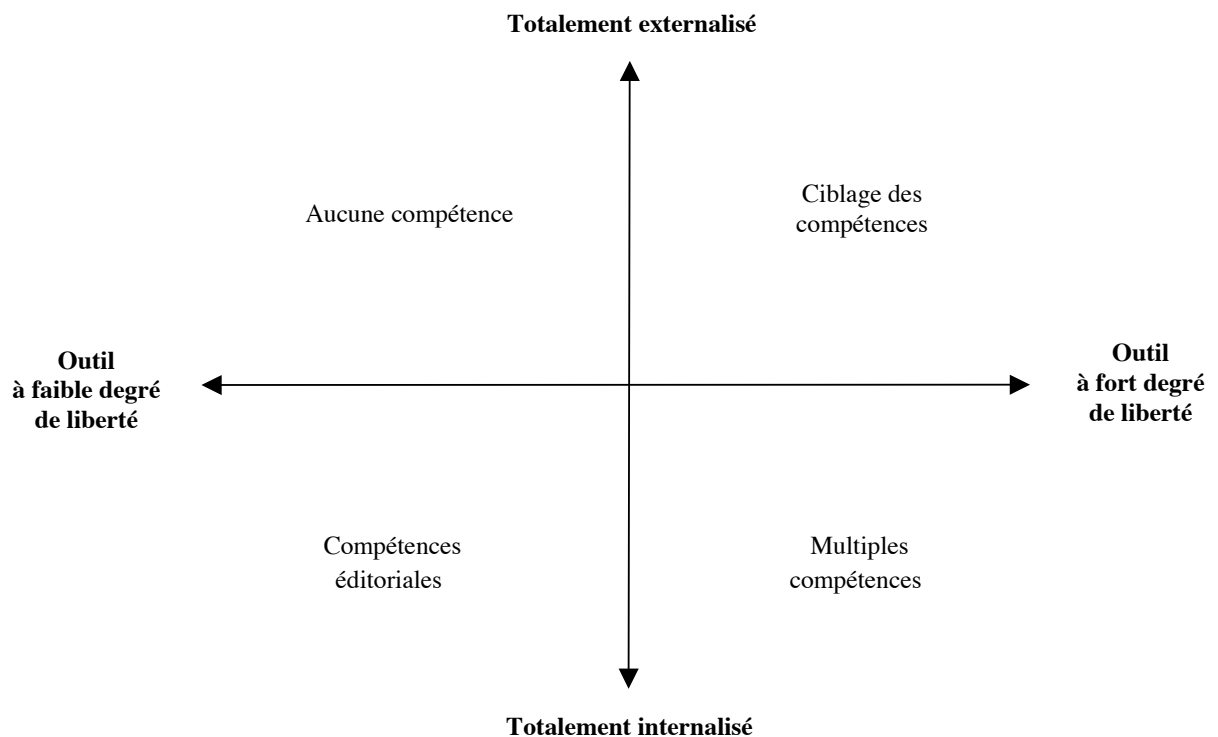 Totalement externalisé
Aucune compétence
Ciblage des
compétences
Outil
à faible degré
de liberté
Outil
à fort degré
de liberté
Compétences
éditoriales
Multiples
compétences
Totalement internalisé